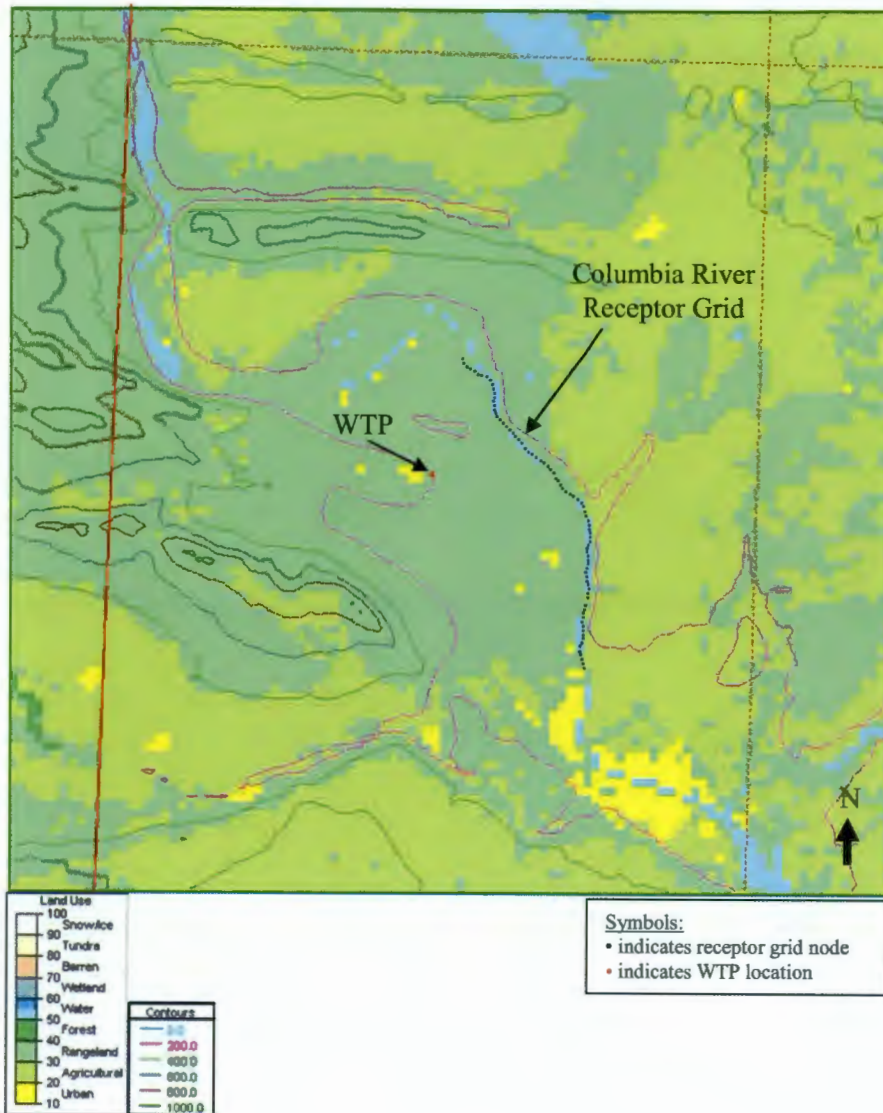 Columbia River
Receptor Grid
WTP
N
Land Use
100
Snow/Ice
90
Tundra
80
Barren
70
Wetland
60
Water
50
Forest
40
Rangeland
30
Agricultural
20
Urban
10
Contours
0.0
200.0
400.0
600.0
800.0
1000.0
Symbols:
• indicates receptor grid node
• indicates WTP location